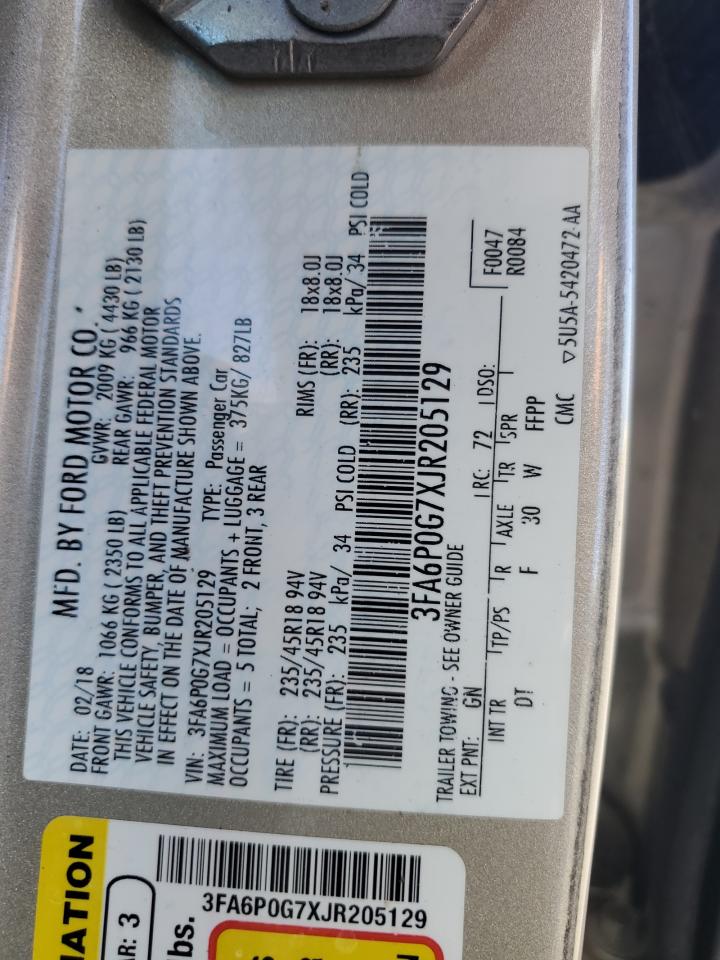 MFD. BY FORD MOTOR CO.
DATE: 02/18 GVWR: 2009 KG ( 4430 LB)
FRONT GAWR: 1066 KG ( 2350 LB) REAR GAWR: 966 KG ( 2130 LB)
THIS VEHICLE CONFORMS TO ALL APPLICABLE FEDERAL MOTOR
VEHICLE SAFETY, BUMPER, AND THEFT PREVENTION STANDARDS
IN EFFECT ON THE DATE OF MANUFACTURE SHOWN ABOVE.
VIN: 3FA6P0G7XJR205129 TYPE: Passenger Car
MAXIMUM LOAD = OCCUPANTS + LUGGAGE = 375KG/ 827LB
OCCUPANTS = 5 TOTAL; 2 FRONT, 3 REAR
TIRE (FR): 235/45R18 94V RIMS (FR): 18x8.0J
(RR): 235/45R18 94V (RR): 18x8.0J
PRESSURE (FR): 235 kPa/ 34 PSI COLD (RR): 235 kPa/ 34 PSI COLD
3FA6P0G7XJR205129
F0047
R0084
TRAILER TOWING - SEE OWNER GUIDE
EXT PNT: GN RC: 72 DSO:
INT TR TP/PS R AXLE TR SPR
DT F 30 W FFPP
CMC ▽5U5A-5420472-AA
MATION
AR: 3
lbs.
3FA6P0G7XJR205129